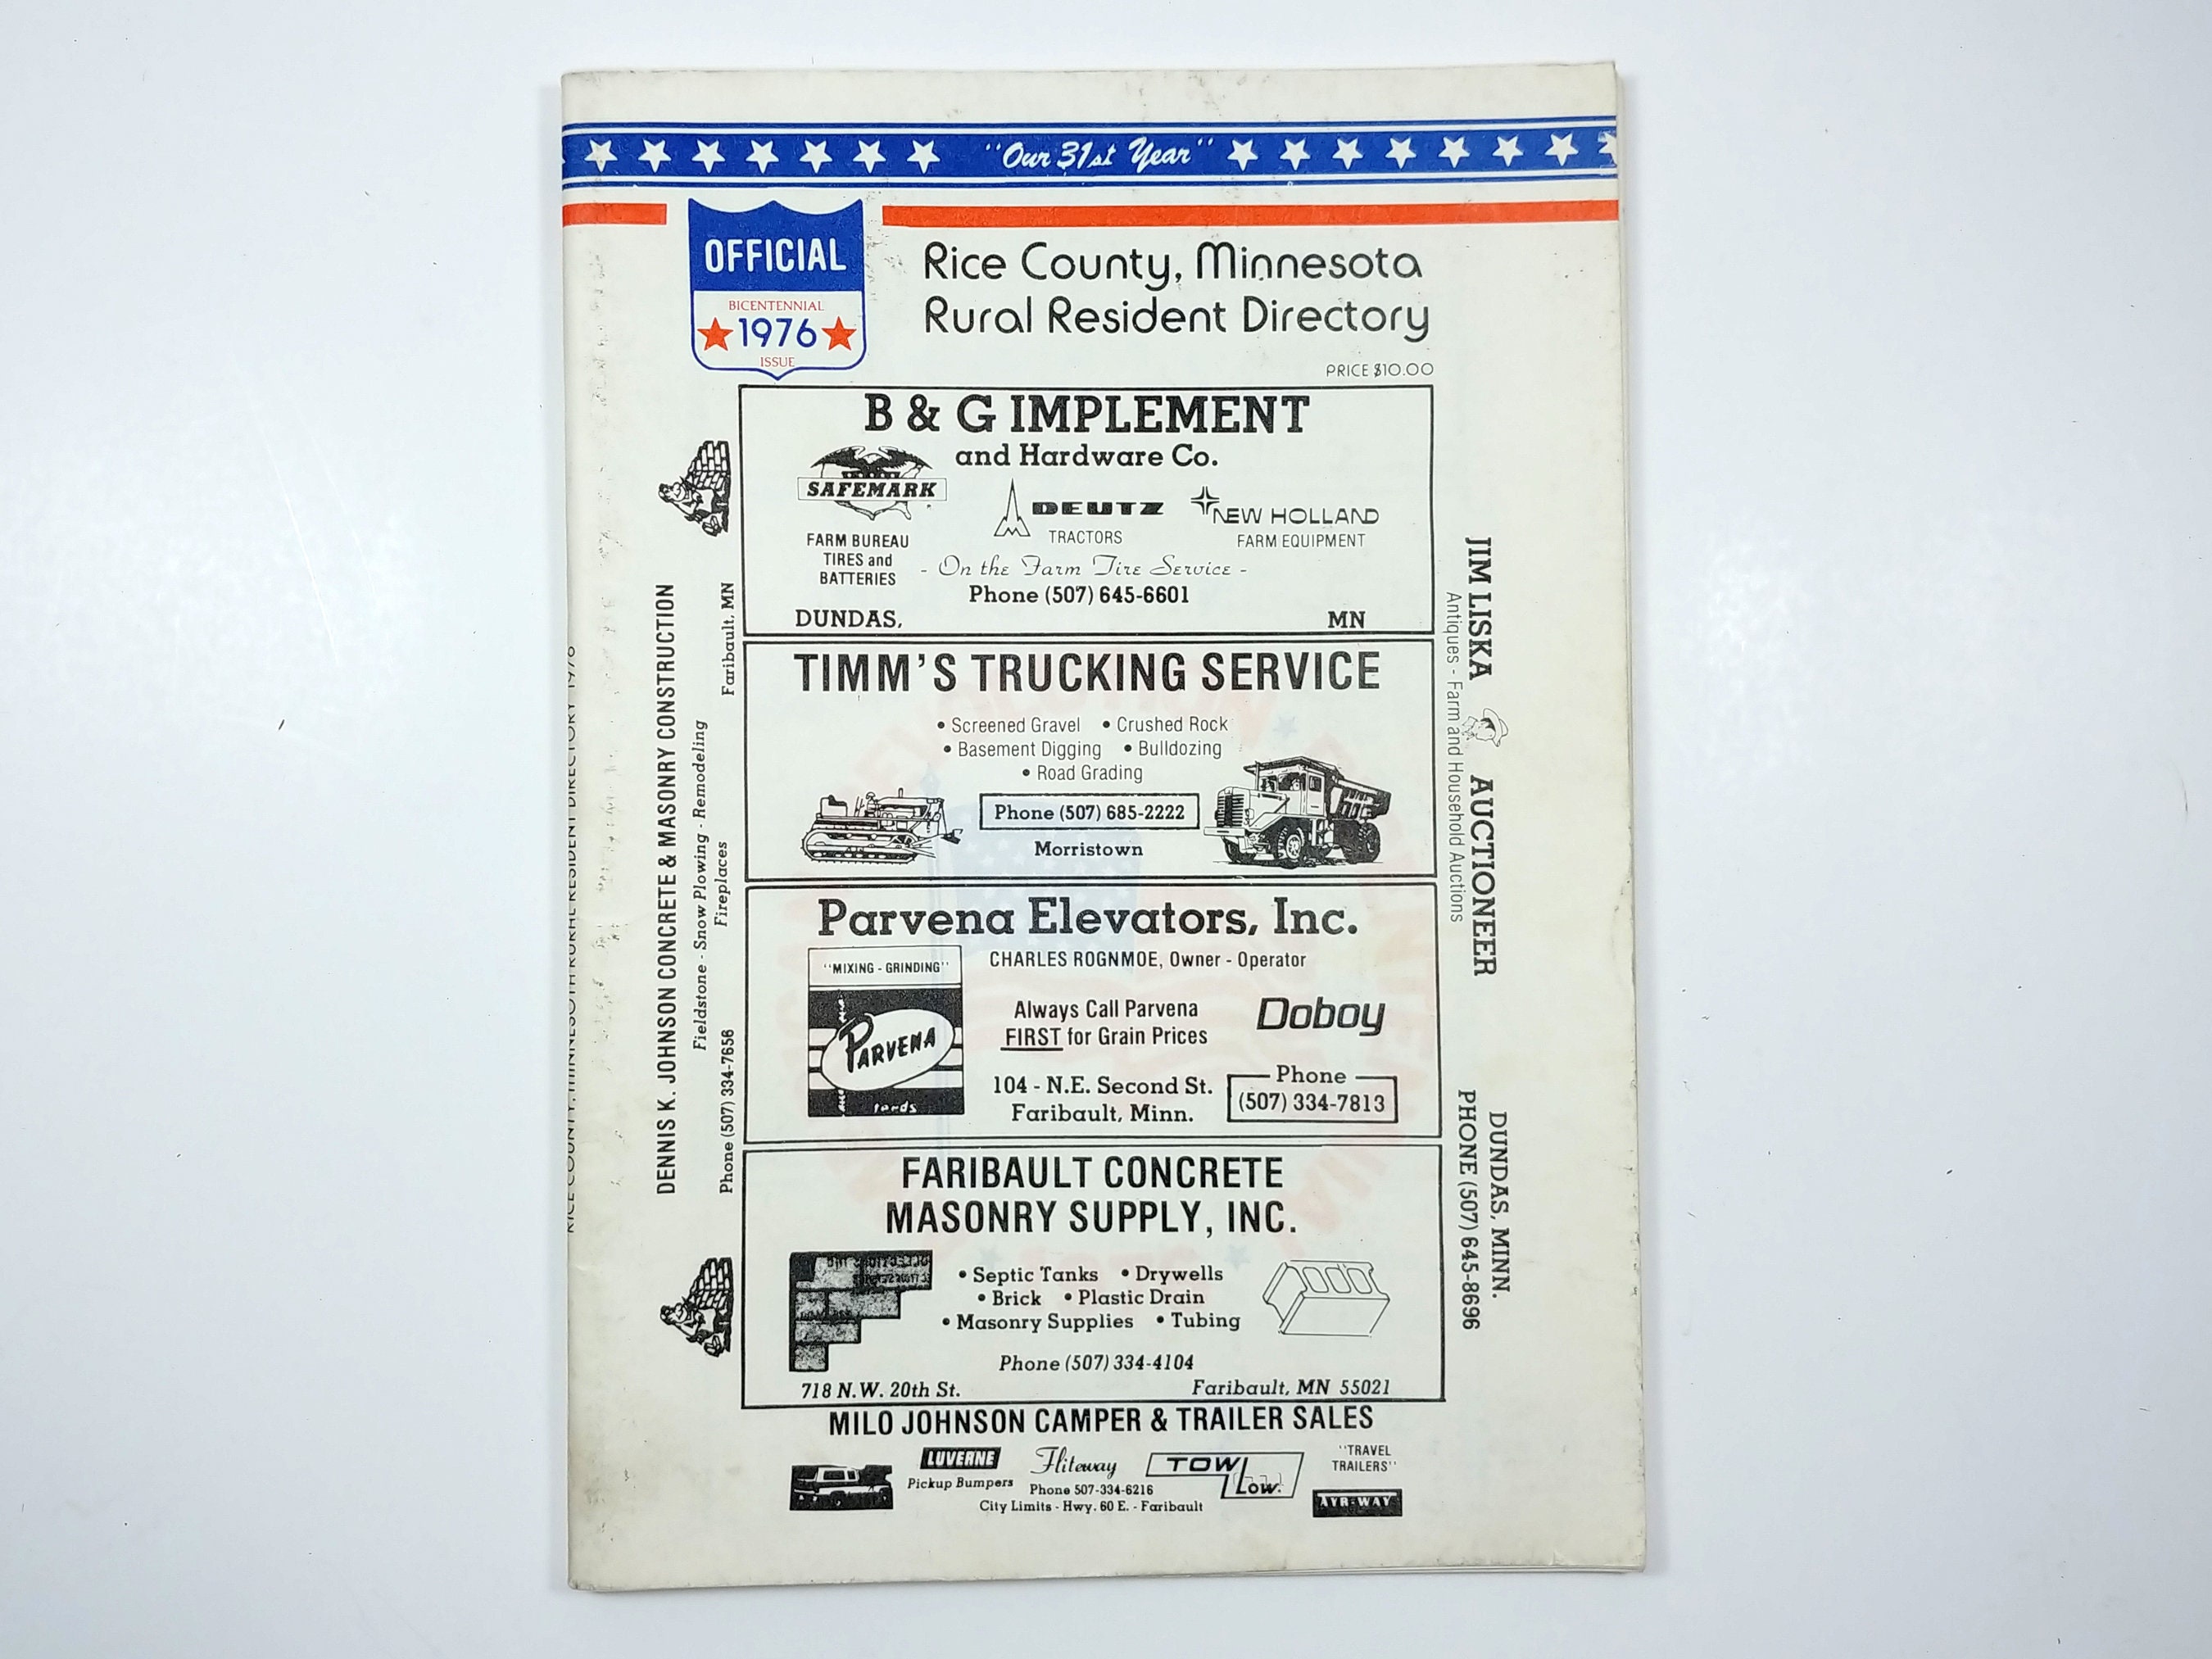 "Our 31st Year"
OFFICIAL
BICENTENNIAL
1976
ISSUE
Rice County, Minnesota
Rural Resident Directory
PRICE $10.00
B & G IMPLEMENT
and Hardware Co.
SAFEMARK
DEUTZ
TRACTORS
NEW HOLLAND
FARM EQUIPMENT
FARM BUREAU
TIRES and
BATTERIES
- On the Farm Tire Service -
Phone (507) 645-6601
DUNDAS, MN
TIMM'S TRUCKING SERVICE
• Screened Gravel • Crushed Rock
• Basement Digging • Bulldozing
• Road Grading
Phone (507) 685-2222
Morristown
Parvena Elevators, Inc.
CHARLES ROGNMOE, Owner - Operator
"MIXING - GRINDING"
PARVENA
Always Call Parvena
FIRST for Grain Prices
Doboy
104 - N.E. Second St.
Faribault, Minn.
Phone
(507) 334-7813
FARIBAULT CONCRETE
MASONRY SUPPLY, INC.
• Septic Tanks • Drywells
• Brick • Plastic Drain
• Masonry Supplies • Tubing
Phone (507) 334-4104
718 N.W. 20th St. Faribault, MN 55021
MILO JOHNSON CAMPER & TRAILER SALES
LUVERNE
Pickup Bumpers
Fliteway
Phone 507-334-6216
City Limits - Hwy. 60 E. - Faribault
TOW LOW.
"TRAVEL
TRAILERS"
AYR-WAY
DENNIS K. JOHNSON CONCRETE & MASONRY CONSTRUCTION
Fieldstone - Snow Plowing - Remodeling
Phone (507) 334-7656 Fireplaces Faribault, MN
JIM LISKA AUCTIONEER
Antiques - Farm and Household Auctions
DUNDAS, MINN.
PHONE (507) 645-8696
RICE COUNTY, MINNESOTA RURAL RESIDENT DIRECTORY 1976